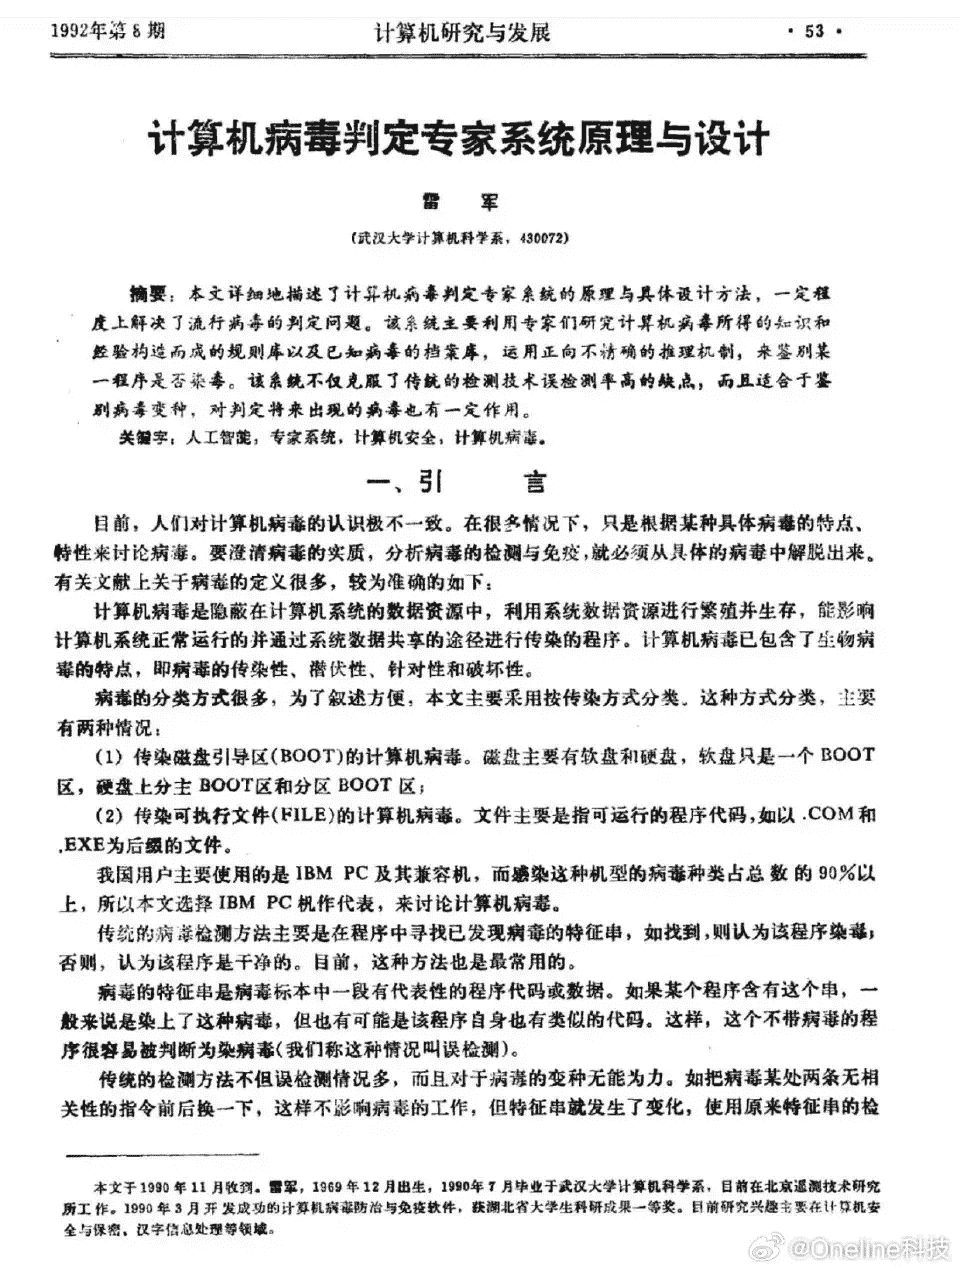 1992年第8期 计算机研究与发展 · 53 ·
计算机病毒判定专家系统原理与设计
雷 军
(武汉大学计算机科学系，430072)
摘要：本文详细地描述了计算机病毒判定专家系统的原理与具体设计方法，一定程
度上解决了流行病毒的判定问题。该系统主要利用专家们研究计算机病毒所得的知识和
经验构造而成的规则库以及已知病毒的档案库，运用正向不精确的推理机制，来鉴别某
一程序是否染毒。该系统不仅克服了传统的检测技术误检测率高的缺点，而且适合于鉴
别病毒变种，对判定将来出现的病毒也有一定作用。
关键字：人工智能，专家系统，计算机安全，计算机病毒。
一、引 言
目前，人们对计算机病毒的认识极不一致。在很多情况下，只是根据某种具体病毒的特点、
特性来讨论病毒。要澄清病毒的实质，分析病毒的检测与免疫，就必须从具体的病毒中解脱出来。
有关文献上关于病毒的定义很多，较为准确的如下：
计算机病毒是隐蔽在计算机系统的数据资源中，利用系统数据资源进行繁殖并生存，能影响
计算机系统正常运行的并通过系统数据共享的途径进行传染的程序。计算机病毒已包含了生物病
毒的特点，即病毒的传染性、潜伏性、针对性和破坏性。
病毒的分类方式很多，为了叙述方便，本文主要采用按传染方式分类。这种方式分类，主要
有两种情况：
(1) 传染磁盘引导区(BOOT)的计算机病毒。磁盘主要有软盘和硬盘，软盘只是一个 BOOT
区，硬盘上分主 BOOT区和分区 BOOT 区；
(2) 传染可执行文件(FILE)的计算机病毒。文件主要是指可运行的程序代码，如以 .COM 和
.EXE为后缀的文件。
我国用户主要使用的是 IBM PC 及其兼容机，而感染这种机型的病毒种类占总数的 90%以
上，所以本文选择 IBM PC 机作代表，来讨论计算机病毒。
传统的病毒检测方法主要是在程序中寻找已发现病毒的特征串，如找到，则认为该程序染毒；
否则，认为该程序是干净的。目前，这种方法也是最常用的。
病毒的特征串是病毒标本中一段有代表性的程序代码或数据。如果某个程序含有这个串，一
般来说是染上了这种病毒，但也有可能是该程序自身也有类似的代码。这样，这个不带病毒的程
序很容易被判断为染病毒(我们称这种情况叫误检测)。
传统的检测方法不但误检测情况多，而且对于病毒的变种无能为力。如把病毒某处两条无相
关性的指令前后换一下，这样不影响病毒的工作，但特征串就发生了变化，使用原来特征串的检
本文于1990年11月收到。雷军，1969年12月出生，1990年7月毕业于武汉大学计算机科学系，目前在北京遥测技术研究
所工作。1990年3月开发成功的计算机病毒防治与免疫软件，获湖北省大学生科研成果一等奖。目前研究兴趣主要在计算机安
全与保密，汉字信息处理等领域。
@Oneline科技